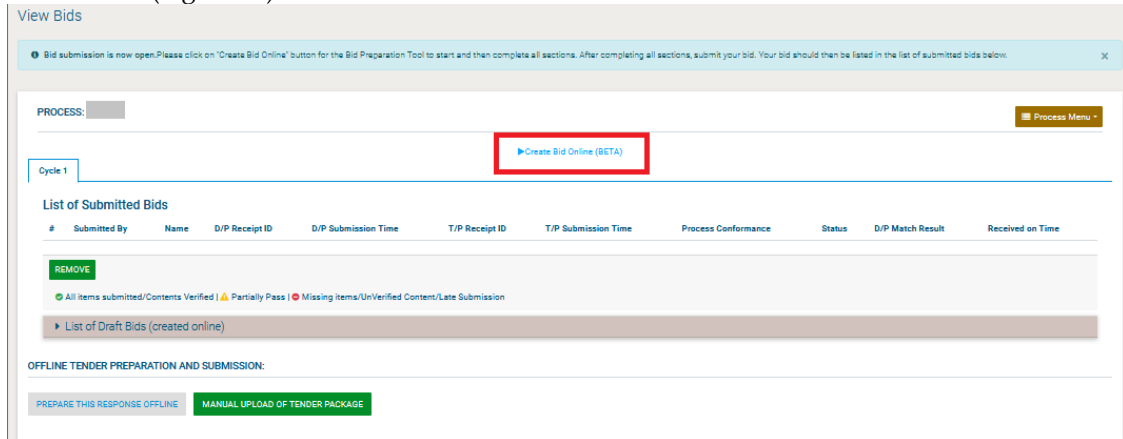 View Bids
Bid submission is now open.Please click on "Create Bid Online" button for the Bid Preparation Tool to start and then complete all sections. After completing all sections, submit your bid. Your bid should then be listed in the list of submitted bids below.
x
PROCESS:
Process Menu
Create Bid Online (BETA)
Cycle 1
List of Submitted Bids
# Submitted By Name D/P Receipt ID D/P Submission Time T/P Receipt ID T/P Submission Time Process Conformance Status D/P Match Result Received on Time
REMOVE
All items submitted/Contents Verified | Partially Pass | Missing items/UnVerified Content/Late Submission
List of Draft Bids (created online)
OFFLINE TENDER PREPARATION AND SUBMISSION:
PREPARE THIS RESPONSE OFFLINE MANUAL UPLOAD OF TENDER PACKAGE